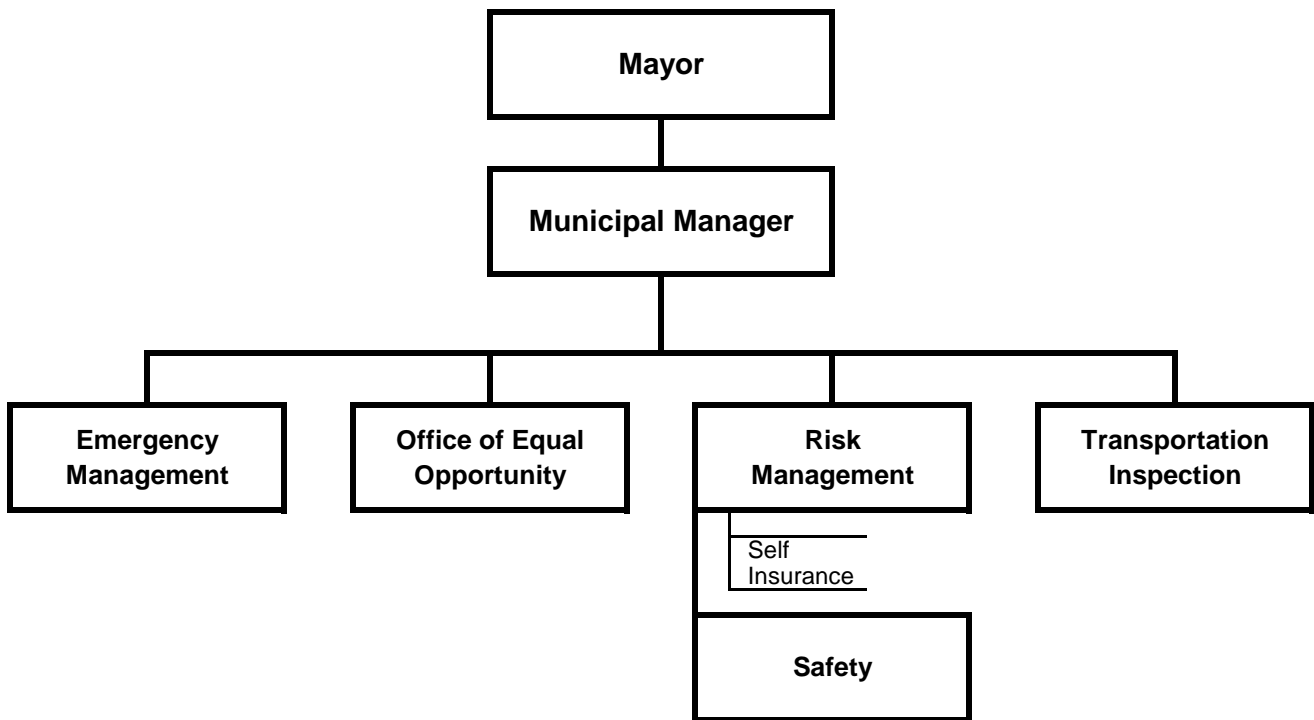 Mayor
Municipal Manager
Emergency
Management
Office of Equal
Opportunity
Risk
Management
Transportation
Inspection
Self
Insurance
Safety